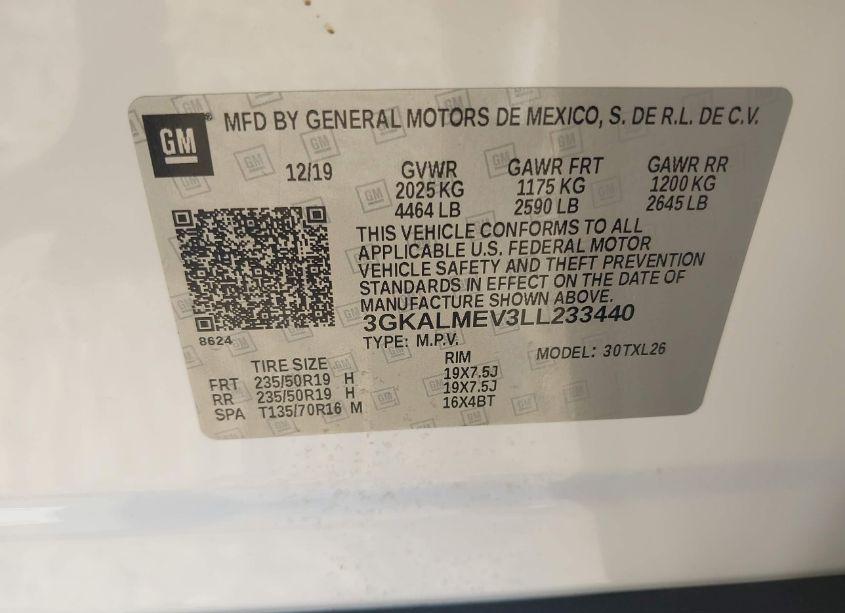 GM
MFD BY GENERAL MOTORS DE MEXICO, S. DE R.L. DE C.V.
12/19 GVWR GAWR FRT GAWR RR
2025 KG 1175 KG 1200 KG
4464 LB 2590 LB 2645 LB
THIS VEHICLE CONFORMS TO ALL
APPLICABLE U.S. FEDERAL MOTOR
VEHICLE SAFETY AND THEFT PREVENTION
STANDARDS IN EFFECT ON THE DATE OF
MANUFACTURE SHOWN ABOVE.
3GKALMEV3LL233440
8624
TYPE: M.P.V. MODEL: 30TXL26
TIRE SIZE RIM
FRT 235/50R19 H 19X7.5J
RR 235/50R19 H 19X7.5J
SPA T135/70R16 M 16X4BT